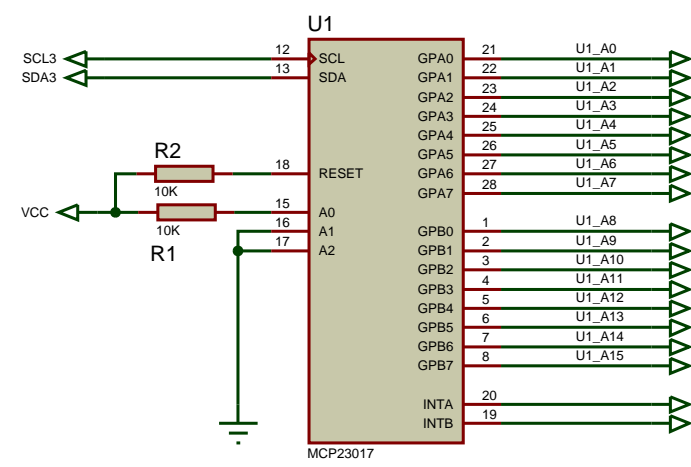 U1
SCL3 12 SCL GPA0 21 U1_A0
SDA3 13 SDA GPA1 22 U1_A1
GPA2 23 U1_A2
GPA3 24 U1_A3
R2 GPA4 25 U1_A4
GPA5 26 U1_A5
10K 18 RESET GPA6 27 U1_A6
GPA7 28 U1_A7
VCC 10K 15 A0
R1 16 A1 GPB0 1 U1_A8
17 A2 GPB1 2 U1_A9
GPB2 3 U1_A10
GPB3 4 U1_A11
GPB4 5 U1_A12
GPB5 6 U1_A13
GPB6 7 U1_A14
GPB7 8 U1_A15
INTA 20
INTB 19
MCP23017